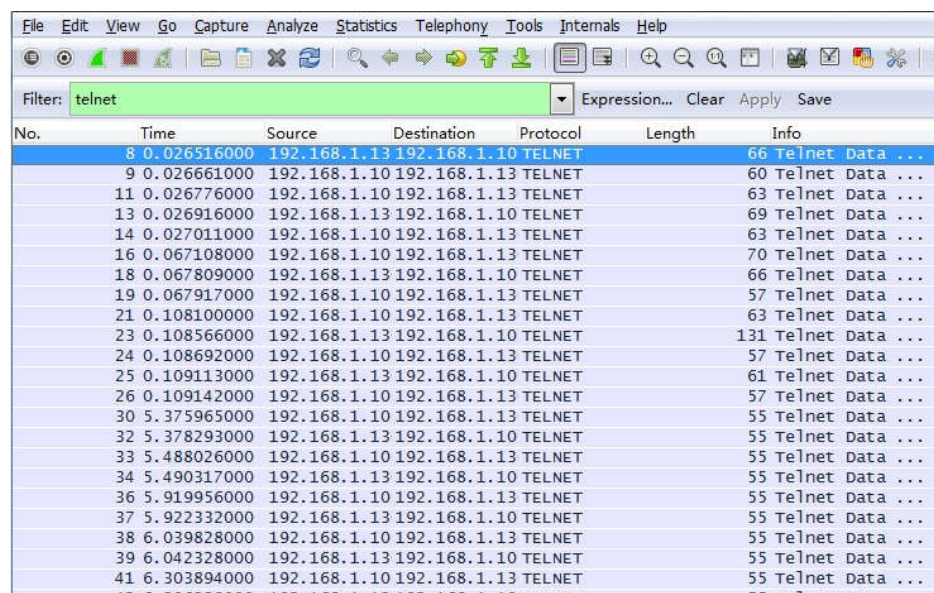 File Edit View Go Capture Analyze Statistics Telephony Tools Internals Help
Filter: telnet Expression... Clear Apply Save
No. Time Source Destination Protocol Length Info
8 0.026516000 192.168.1.13 192.168.1.10 TELNET 66 Telnet Data ...
9 0.026661000 192.168.1.10 192.168.1.13 TELNET 60 Telnet Data ...
11 0.026776000 192.168.1.10 192.168.1.13 TELNET 63 Telnet Data ...
13 0.026916000 192.168.1.13 192.168.1.10 TELNET 69 Telnet Data ...
14 0.027011000 192.168.1.10 192.168.1.13 TELNET 63 Telnet Data ...
16 0.067108000 192.168.1.10 192.168.1.13 TELNET 70 Telnet Data ...
18 0.067809000 192.168.1.13 192.168.1.10 TELNET 66 Telnet Data ...
19 0.067917000 192.168.1.10 192.168.1.13 TELNET 57 Telnet Data ...
21 0.108100000 192.168.1.10 192.168.1.13 TELNET 63 Telnet Data ...
23 0.108566000 192.168.1.13 192.168.1.10 TELNET 131 Telnet Data ...
24 0.108692000 192.168.1.10 192.168.1.13 TELNET 57 Telnet Data ...
25 0.109113000 192.168.1.13 192.168.1.10 TELNET 61 Telnet Data ...
26 0.109142000 192.168.1.10 192.168.1.13 TELNET 57 Telnet Data ...
30 5.375965000 192.168.1.10 192.168.1.13 TELNET 55 Telnet Data ...
32 5.378293000 192.168.1.13 192.168.1.10 TELNET 55 Telnet Data ...
33 5.488026000 192.168.1.10 192.168.1.13 TELNET 55 Telnet Data ...
34 5.490317000 192.168.1.13 192.168.1.10 TELNET 55 Telnet Data ...
36 5.919956000 192.168.1.10 192.168.1.13 TELNET 55 Telnet Data ...
37 5.922332000 192.168.1.13 192.168.1.10 TELNET 55 Telnet Data ...
38 6.039828000 192.168.1.10 192.168.1.13 TELNET 55 Telnet Data ...
39 6.042328000 192.168.1.13 192.168.1.10 TELNET 55 Telnet Data ...
41 6.303894000 192.168.1.10 192.168.1.13 TELNET 55 Telnet Data ...